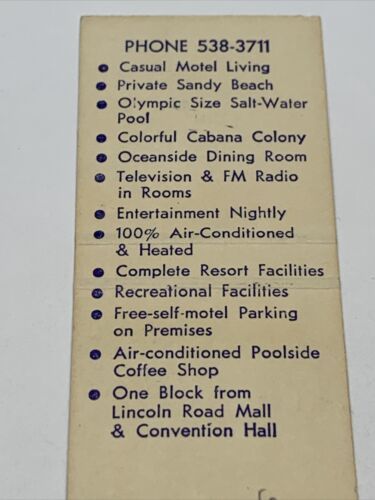 PHONE 538-3711
• Casual Motel Living
• Private Sandy Beach
• Olympic Size Salt-Water
Pool
• Colorful Cabana Colony
• Oceanside Dining Room
• Television & FM Radio
in Rooms
• Entertainment Nightly
• 100% Air-Conditioned
& Heated
• Complete Resort Facilities
• Recreational Facilities
• Free-self-motel Parking
on Premises
• Air-conditioned Poolside
Coffee Shop
• One Block from
Lincoln Road Mall
& Convention Hall